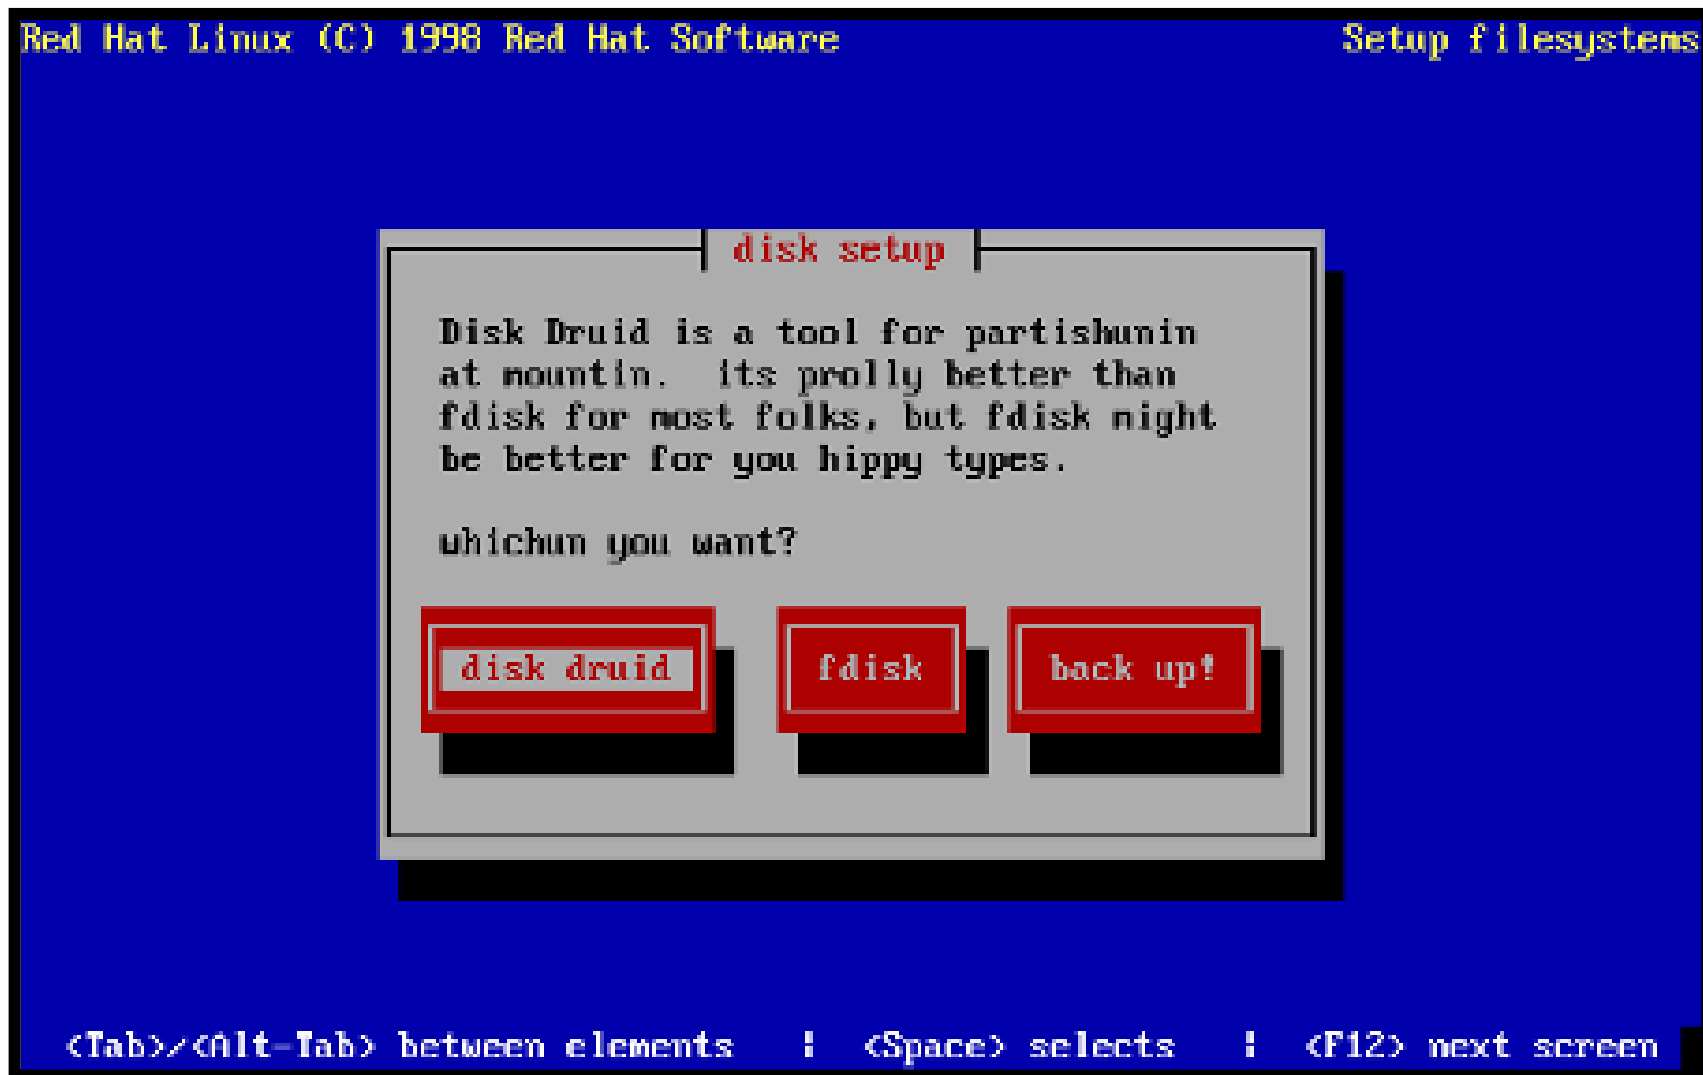 Red Hat Linux (C) 1998 Red Hat Software Setup filesystems
disk setup
Disk Druid is a tool for partishunin
at mountin. its prolly better than
fdisk for most folks, but fdisk might
be better for you hippy types.
whichun you want?
disk druid fdisk back up!
<Tab>/<Alt-Tab> between elements | <Space> selects | <F12> next screen